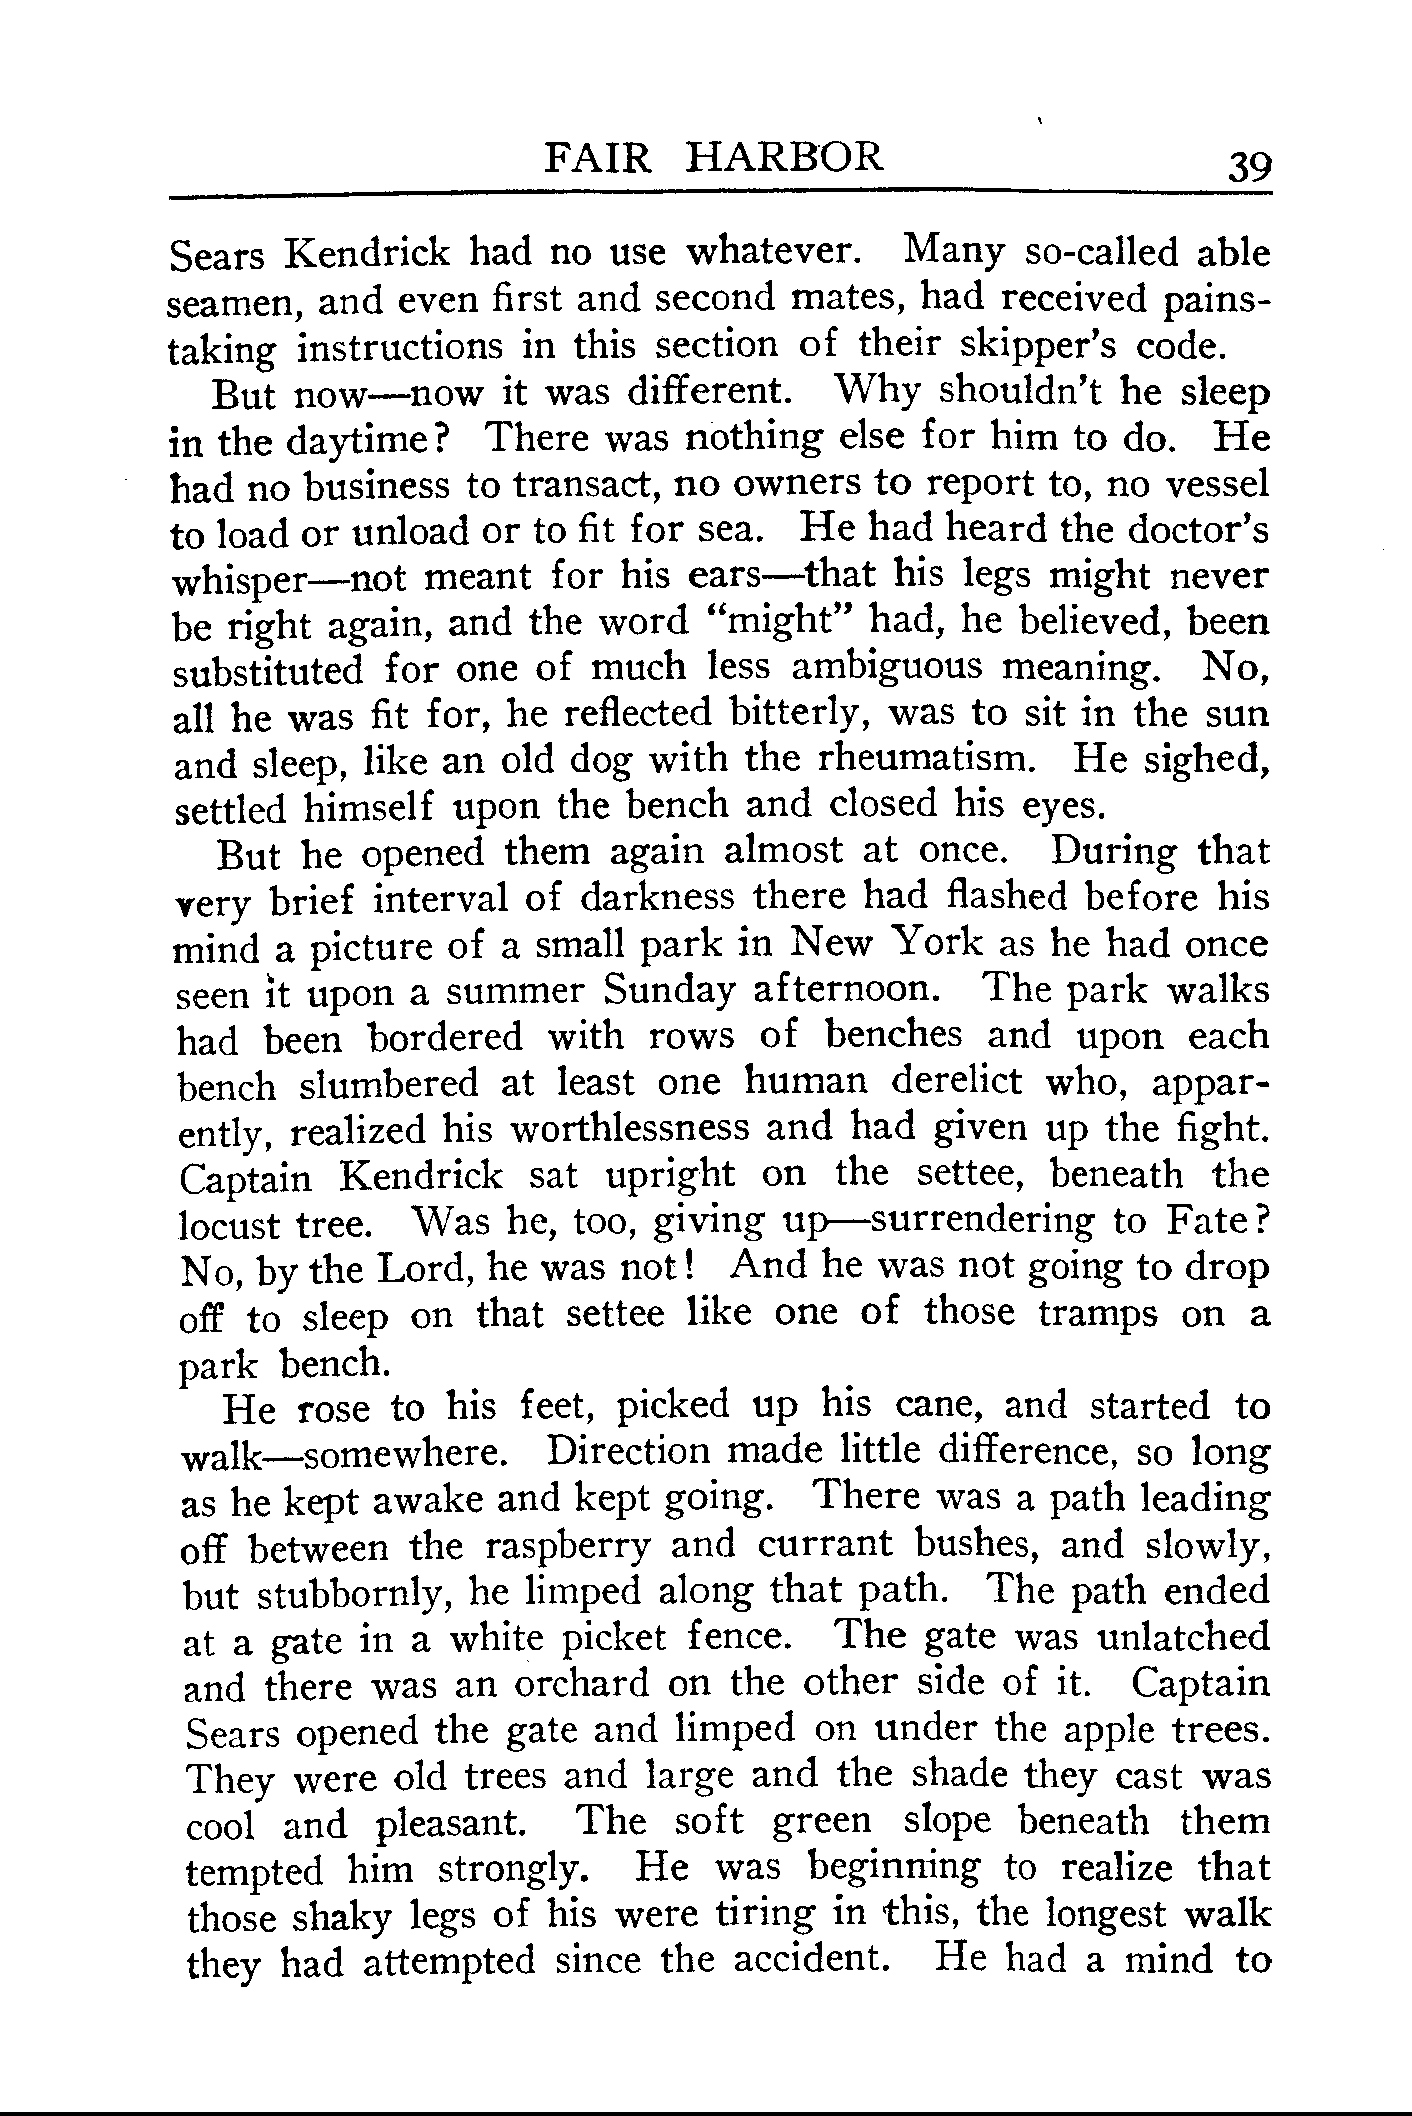 FAIR HARBOR 39
Sears Kendrick had no use whatever. Many so-called able
seamen, and even first and second mates, had received pains-
taking instructions in this section of their skipper's code.
But now—now it was different. Why shouldn't he sleep
in the daytime? There was nothing else for him to do. He
had no business to transact, no owners to report to, no vessel
to load or unload or to fit for sea. He had heard the doctor's
whisper—not meant for his ears—that his legs might never
be right again, and the word “might” had, he believed, been
substituted for one of much less ambiguous meaning. No,
all he was fit for, he reflected bitterly, was to sit in the sun
and sleep, like an old dog with the rheumatism. He sighed,
settled himself upon the bench and closed his eyes.
But he opened them again almost at once. During that
very brief interval of darkness there had flashed before his
mind a picture of a small park in New York as he had once
seen it upon a summer Sunday afternoon. The park walks
had been bordered with rows of benches and upon each
bench slumbered at least one human derelict who, appar-
ently, realized his worthlessness and had given up the fight.
Captain Kendrick sat upright on the settee, beneath the
locust tree. Was he, too, giving up—surrendering to Fate?
No, by the Lord, he was not! And he was not going to drop
off to sleep on that settee like one of those tramps on a
park bench.
He rose to his feet, picked up his cane, and started to
walk—somewhere. Direction made little difference, so long
as he kept awake and kept going. There was a path leading
off between the raspberry and currant bushes, and slowly,
but stubbornly, he limped along that path. The path ended
at a gate in a white picket fence. The gate was unlatched
and there was an orchard on the other side of it. Captain
Sears opened the gate and limped on under the apple trees.
They were old trees and large and the shade they cast was
cool and pleasant. The soft green slope beneath them
tempted him strongly. He was beginning to realize that
those shaky legs of his were tiring in this, the longest walk
they had attempted since the accident. He had a mind to